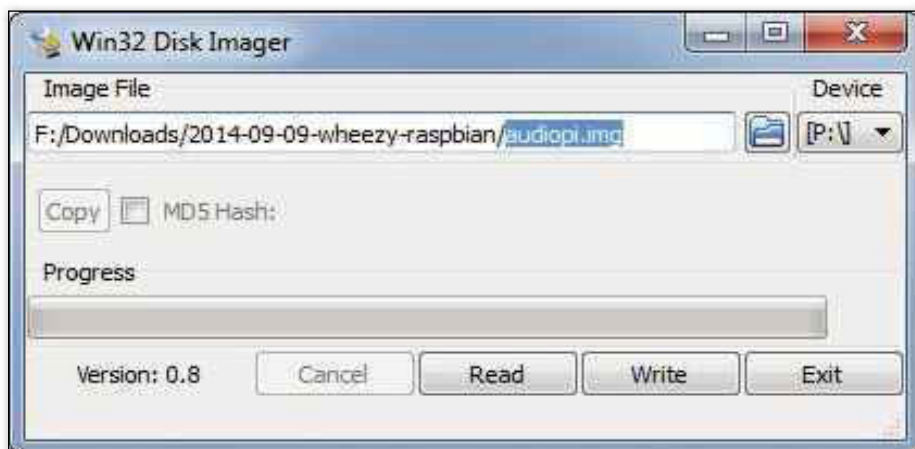 Win32 Disk Imager
Image File Device
F:/Downloads/2014-09-09-wheezy-raspbian/audiopi.img [P:\]
Copy MD5 Hash:
Progress
Version: 0.8 Cancel Read Write Exit